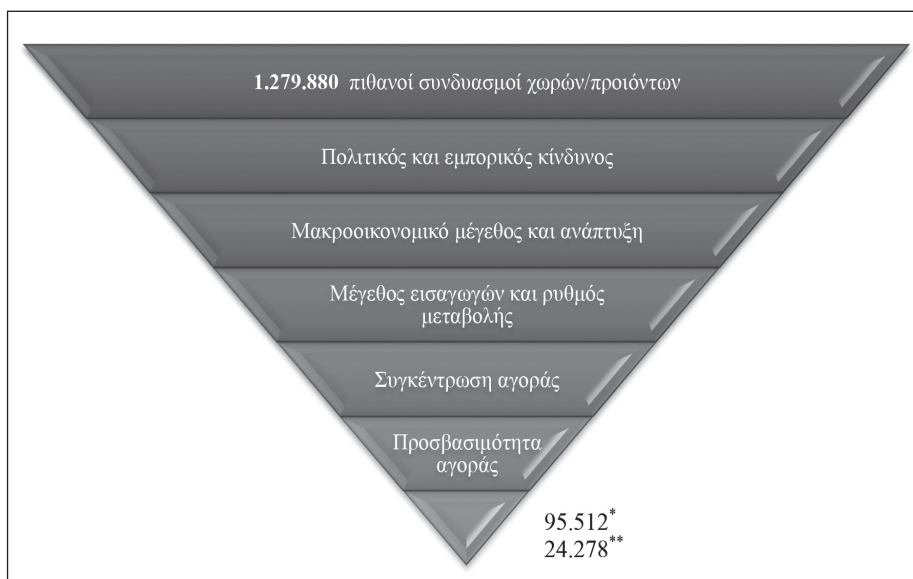 1.279.880 πιθανοί συνδυασμοί χωρών/προιόντων
Πολιτικός και εμπορικός κίνδυνος
Μακροοικονομικό μέγεθος και ανάπτυξη
Μέγεθος εισαγωγών και ρυθμός
μεταβολής
Συγκέντρωση αγοράς
Προσβασιμότητα
αγοράς
95.512*
24.278**